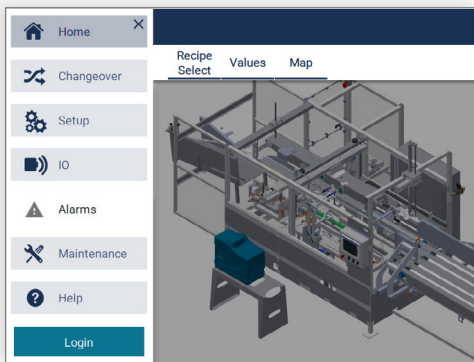 Home
Changeover
Setup
IO
Alarms
Maintenance
Help
Login
Recipe
Select
Values
Map